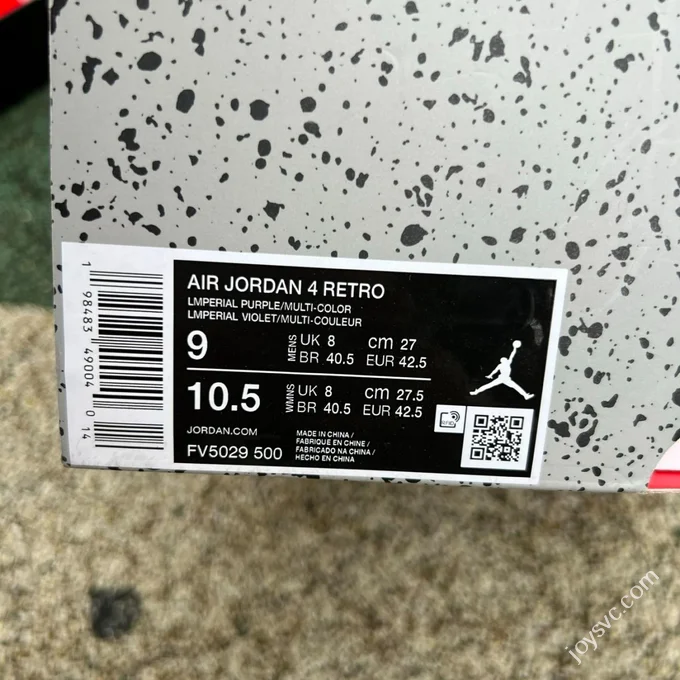 AIR JORDAN 4 RETRO
LMPERIAL PURPLE/MULTI-COLOR
LMPERIAL VIOLET/MULTI-COULEUR
9 MENS UK 8 cm 27
BR 40.5 EUR 42.5
10.5 WMNS UK 8 cm 27.5
BR 40.5 EUR 42.5
JORDAN.COM
FV5029 500
MADE IN CHINA /
FABRIQUE EN CHINE /
FABRICADO NA CHINA /
HECHO EN CHINA
1 98483 49004 0 14
joysvc.com